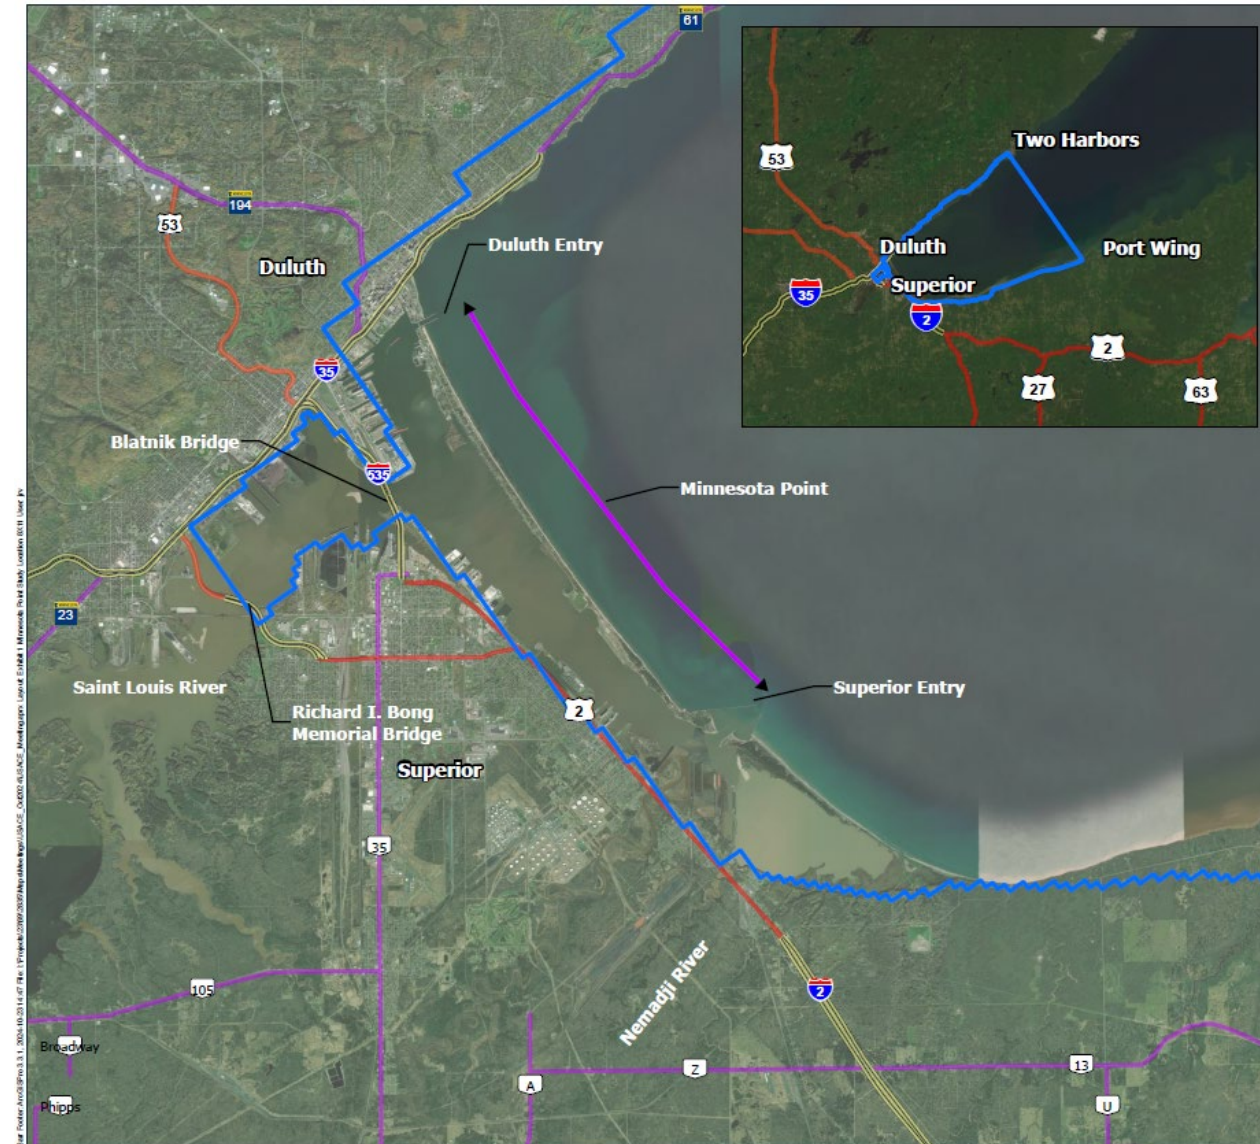 61
Two Harbors
53
194
53
Duluth Entry
Duluth
Port Wing
Duluth
Superior
35
2
2
27
63
35
Blatnik Bridge
535
Minnesota Point
23
Saint Louis River
Superior Entry
Richard I. Bong
Memorial Bridge
2
Superior
35
Nemadji River
105
2
Broadway
13
Z
A
Phipps
U